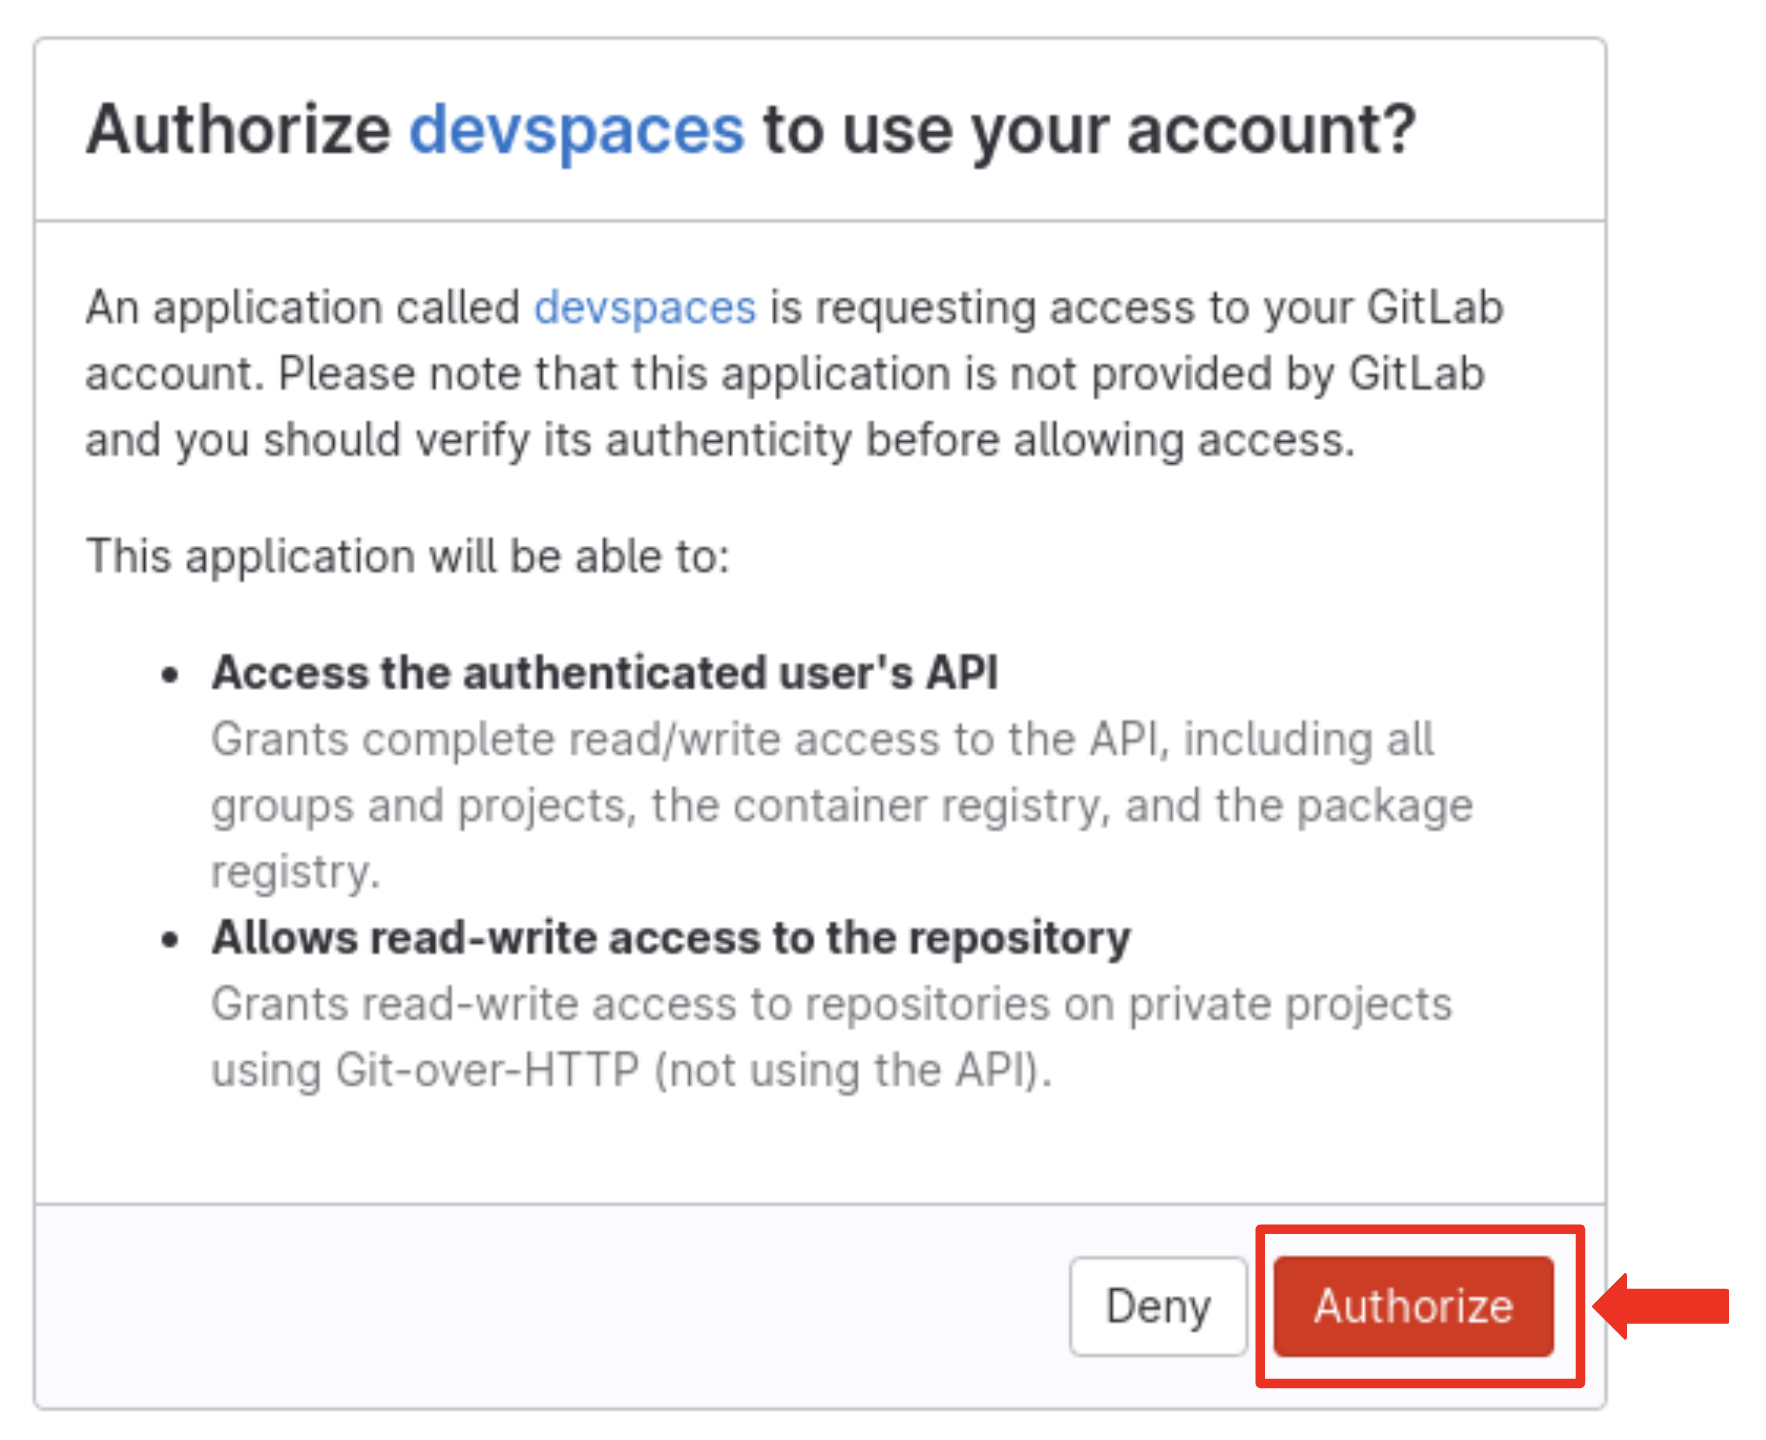 Authorize devspaces to use your account?
An application called devspaces is requesting access to your GitLab
account. Please note that this application is not provided by GitLab
and you should verify its authenticity before allowing access.
This application will be able to:
• Access the authenticated user's API
Grants complete read/write access to the API, including all
groups and projects, the container registry, and the package
registry.
• Allows read-write access to the repository
Grants read-write access to repositories on private projects
using Git-over-HTTP (not using the API).
Deny Authorize